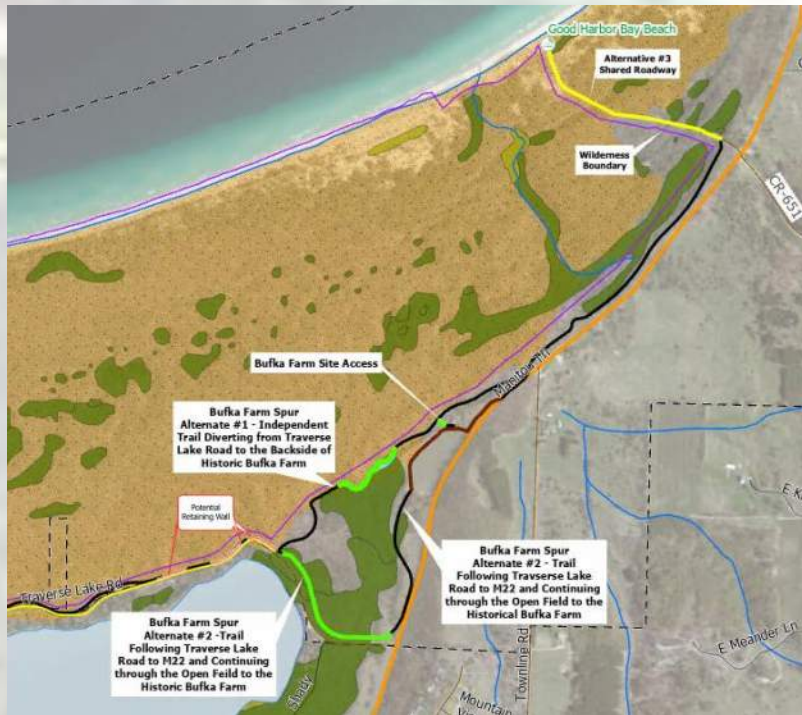 Good Harbor Bay Beach
Alternative #3
Shared Roadway
Wilderness
Boundary
CR-651
Bufka Farm Site Access
Bufka Farm Spur
Alternate #1 - Independent
Trail Diverting from Traverse
Lake Road to the Backside of
Historic Bufka Farm
Potential
Retaining Wall
Traverse Lake Rd
Bufka Farm Spur
Alternate #2 - Trail
Following Travserse Lake
Road to M22 and Continuing
through the Open Field to the
Historical Bufka Farm
Bufka Farm Spur
Alternate #2 -Trail
Following Traverse Lake
Road to M22 and Continuing
through the Open Feild to the
Historic Bufka Farm
Townline Rd
E Meander Ln
Shady
Mountain